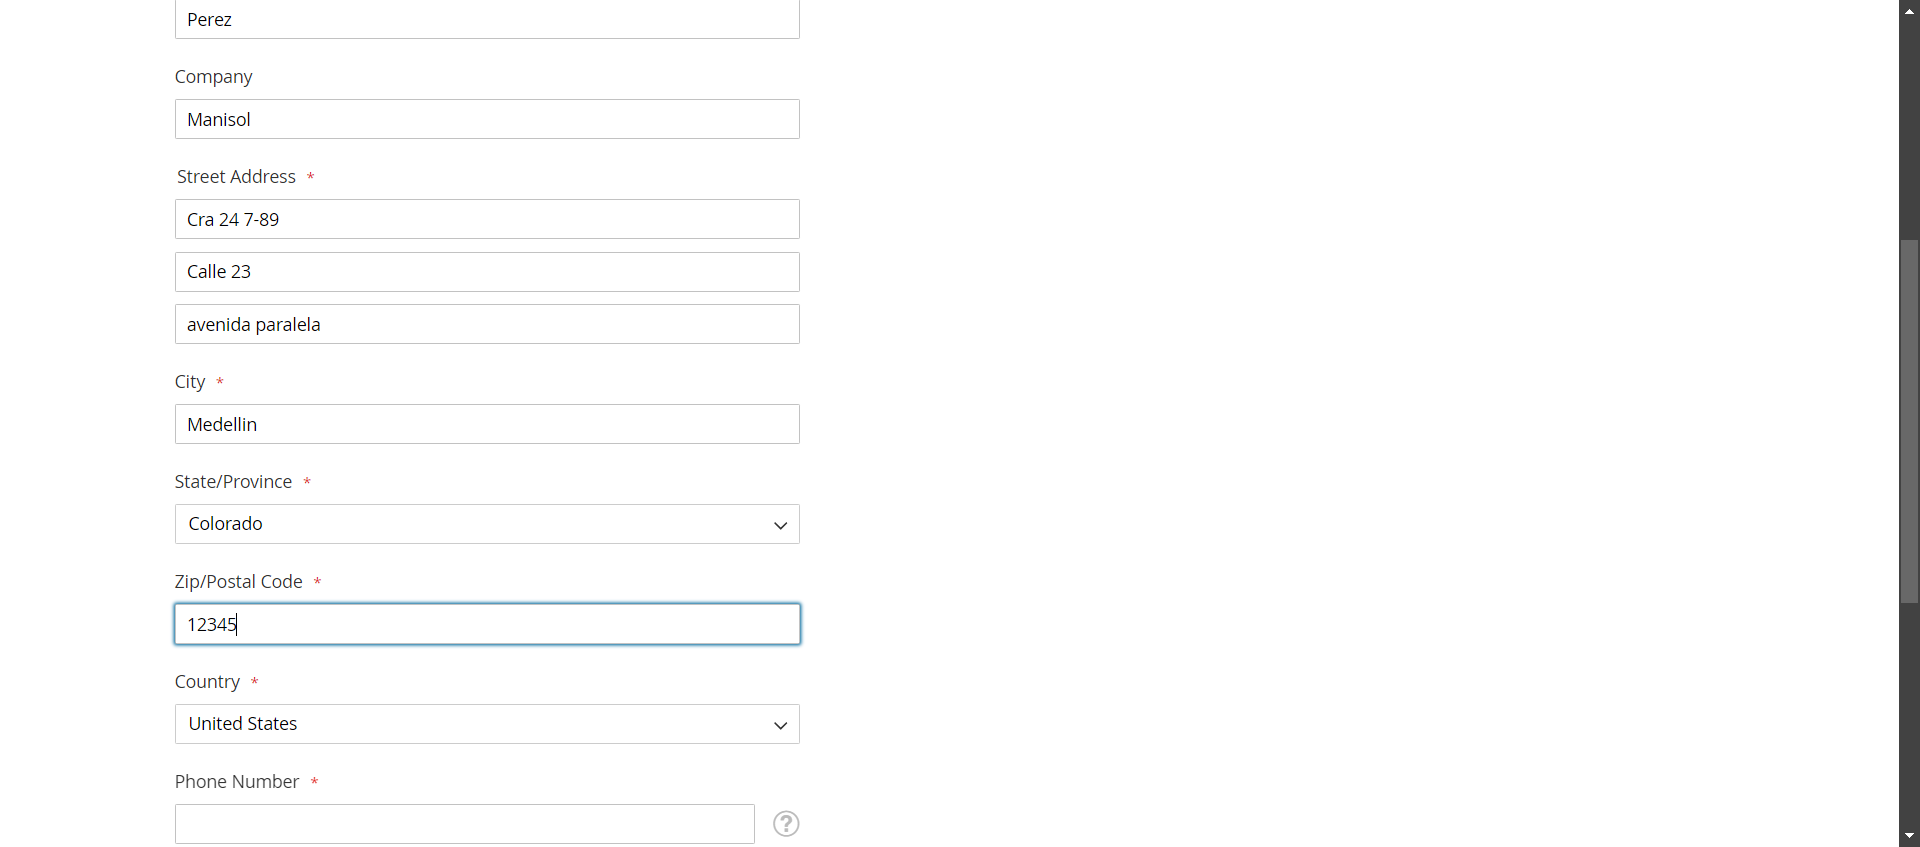 Perez
Company
Manisol
Street Address *
Cra 24 7-89
Calle 23
avenida paralela
City *
Medellin
State/Province *
Colorado
Zip/Postal Code *
12345
Country *
United States
Phone Number *
?